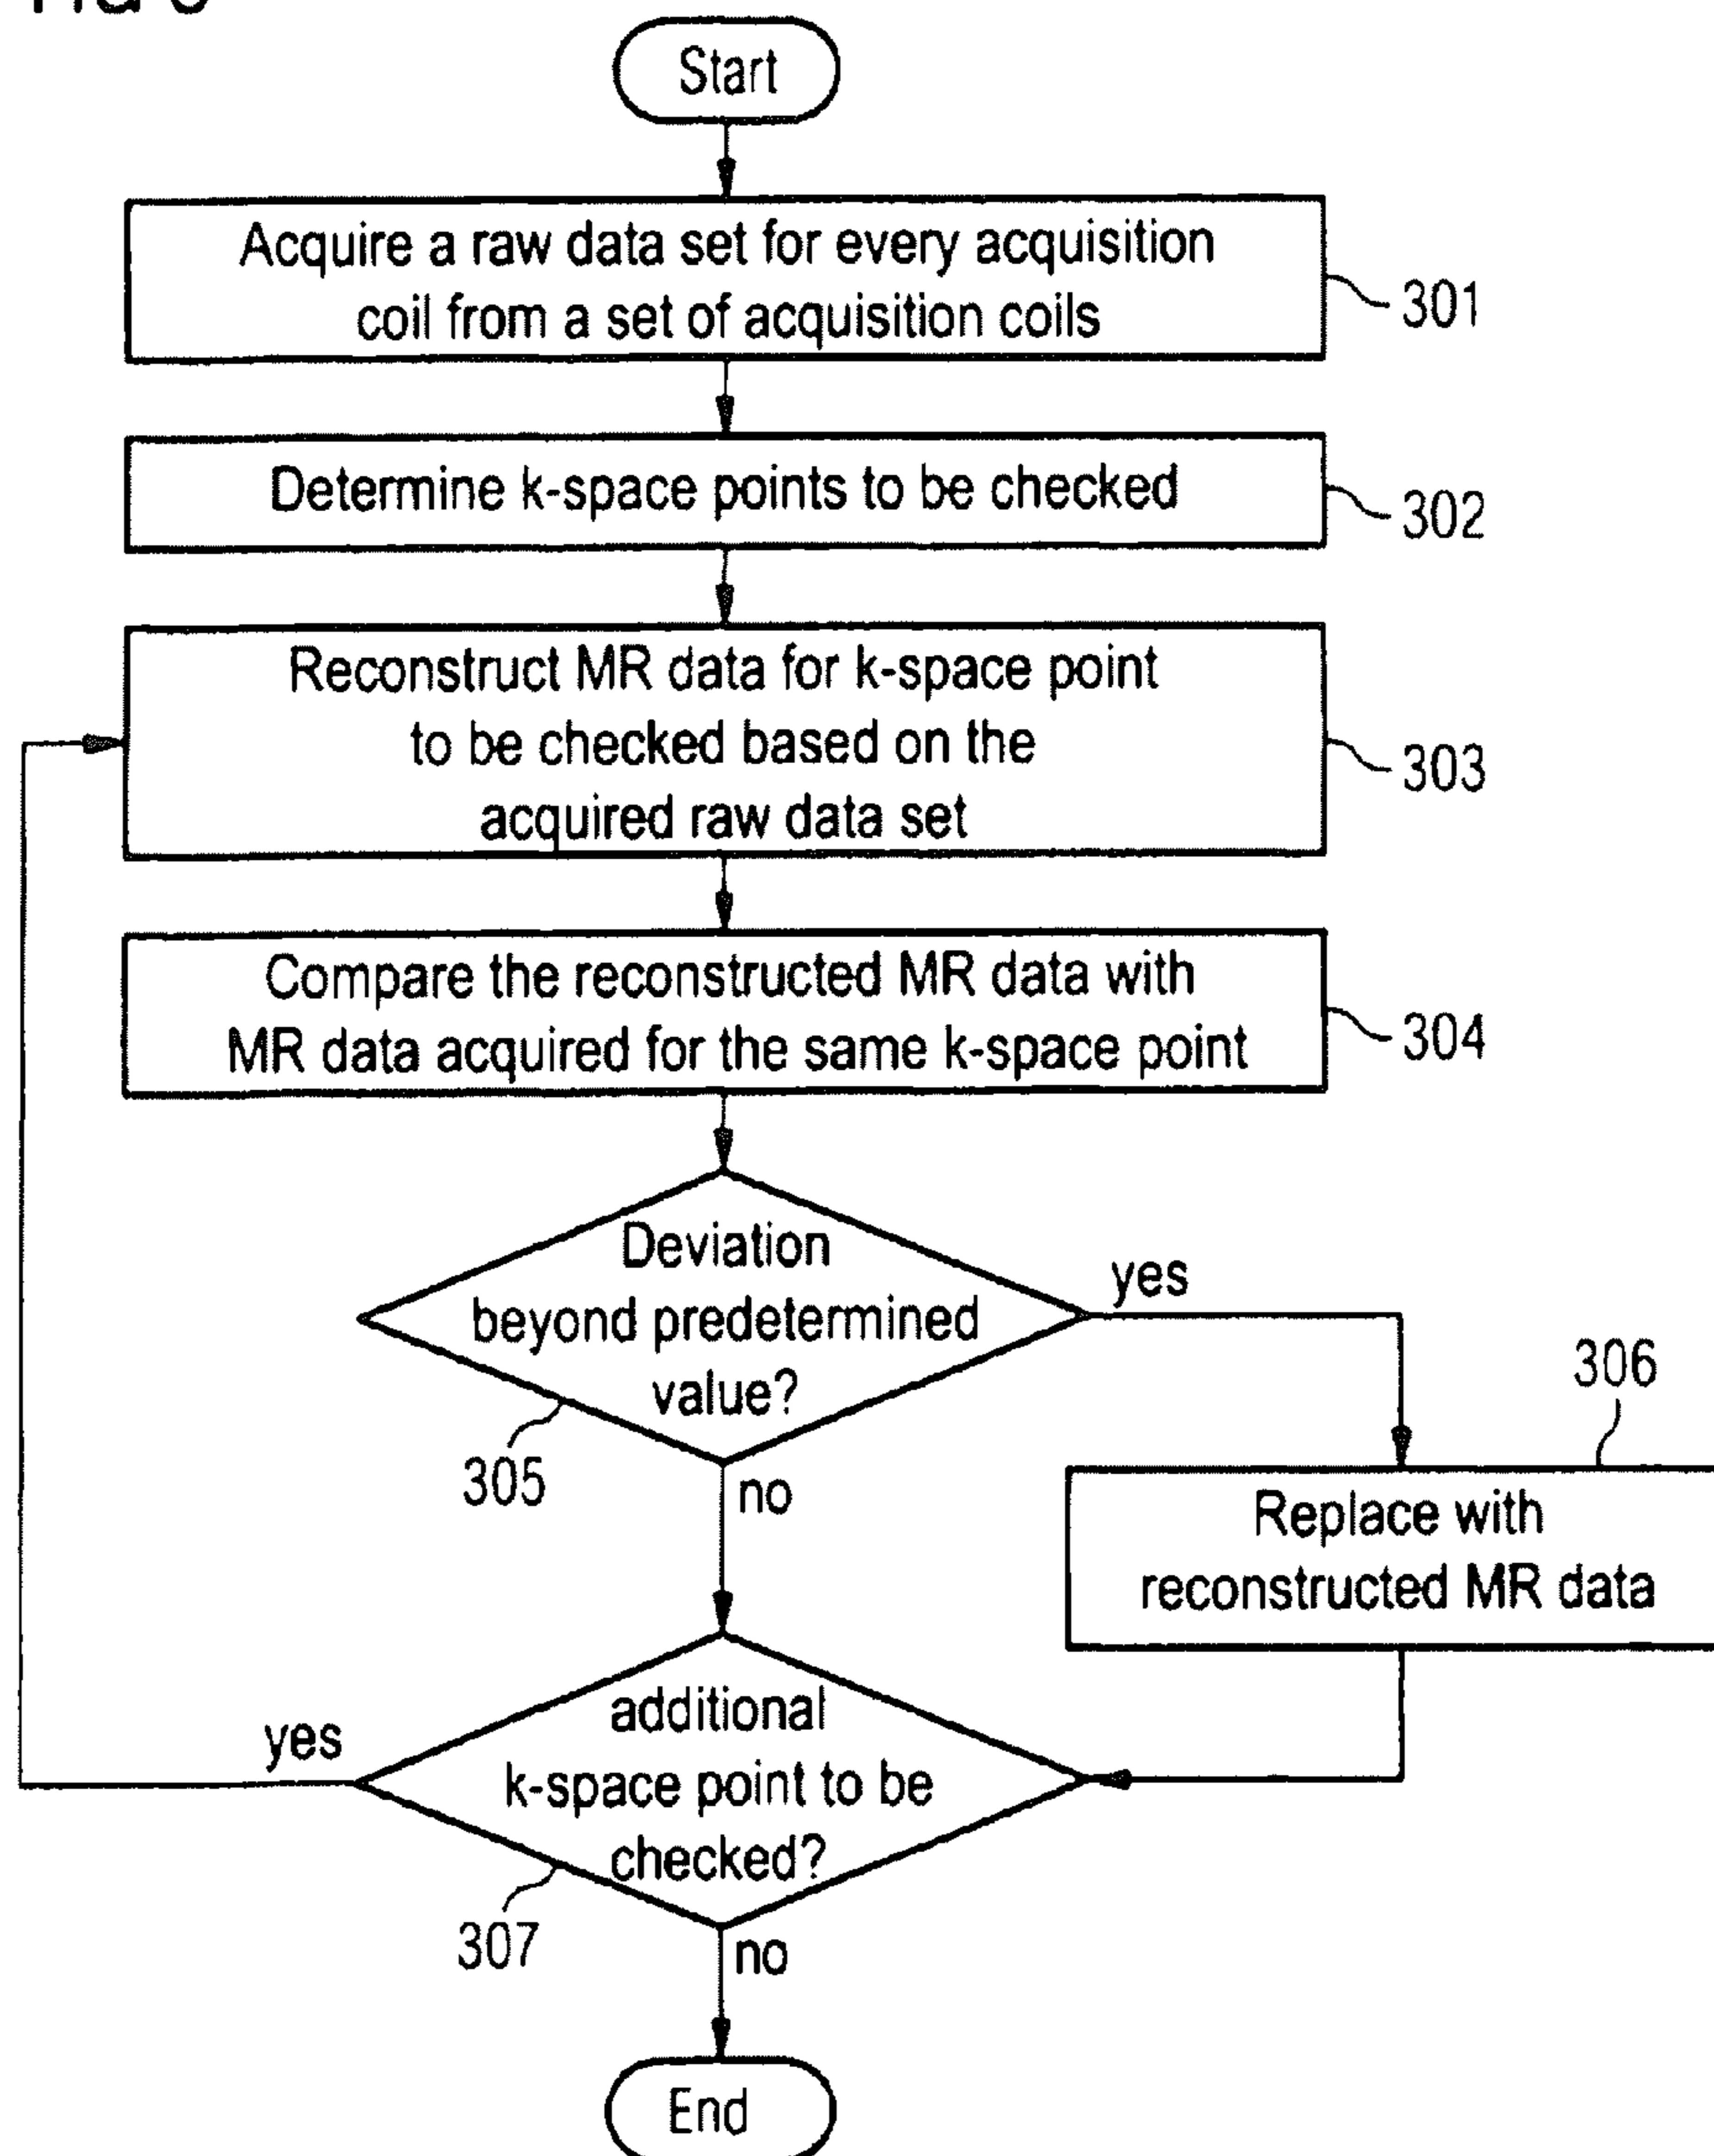 Start
Acquire a raw data set for every acquisition
coil from a set of acquisition coils
301
Determine k-space points to be checked
302
Reconstruct MR data for k-space point
to be checked based on the
acquired raw data set
303
Compare the reconstructed MR data with
MR data acquired for the same k-space point
304
Deviation
beyond predetermined
value?
yes
305
no
306
Replace with
reconstructed MR data
additional
k-space point to be
checked?
yes
307
no
End